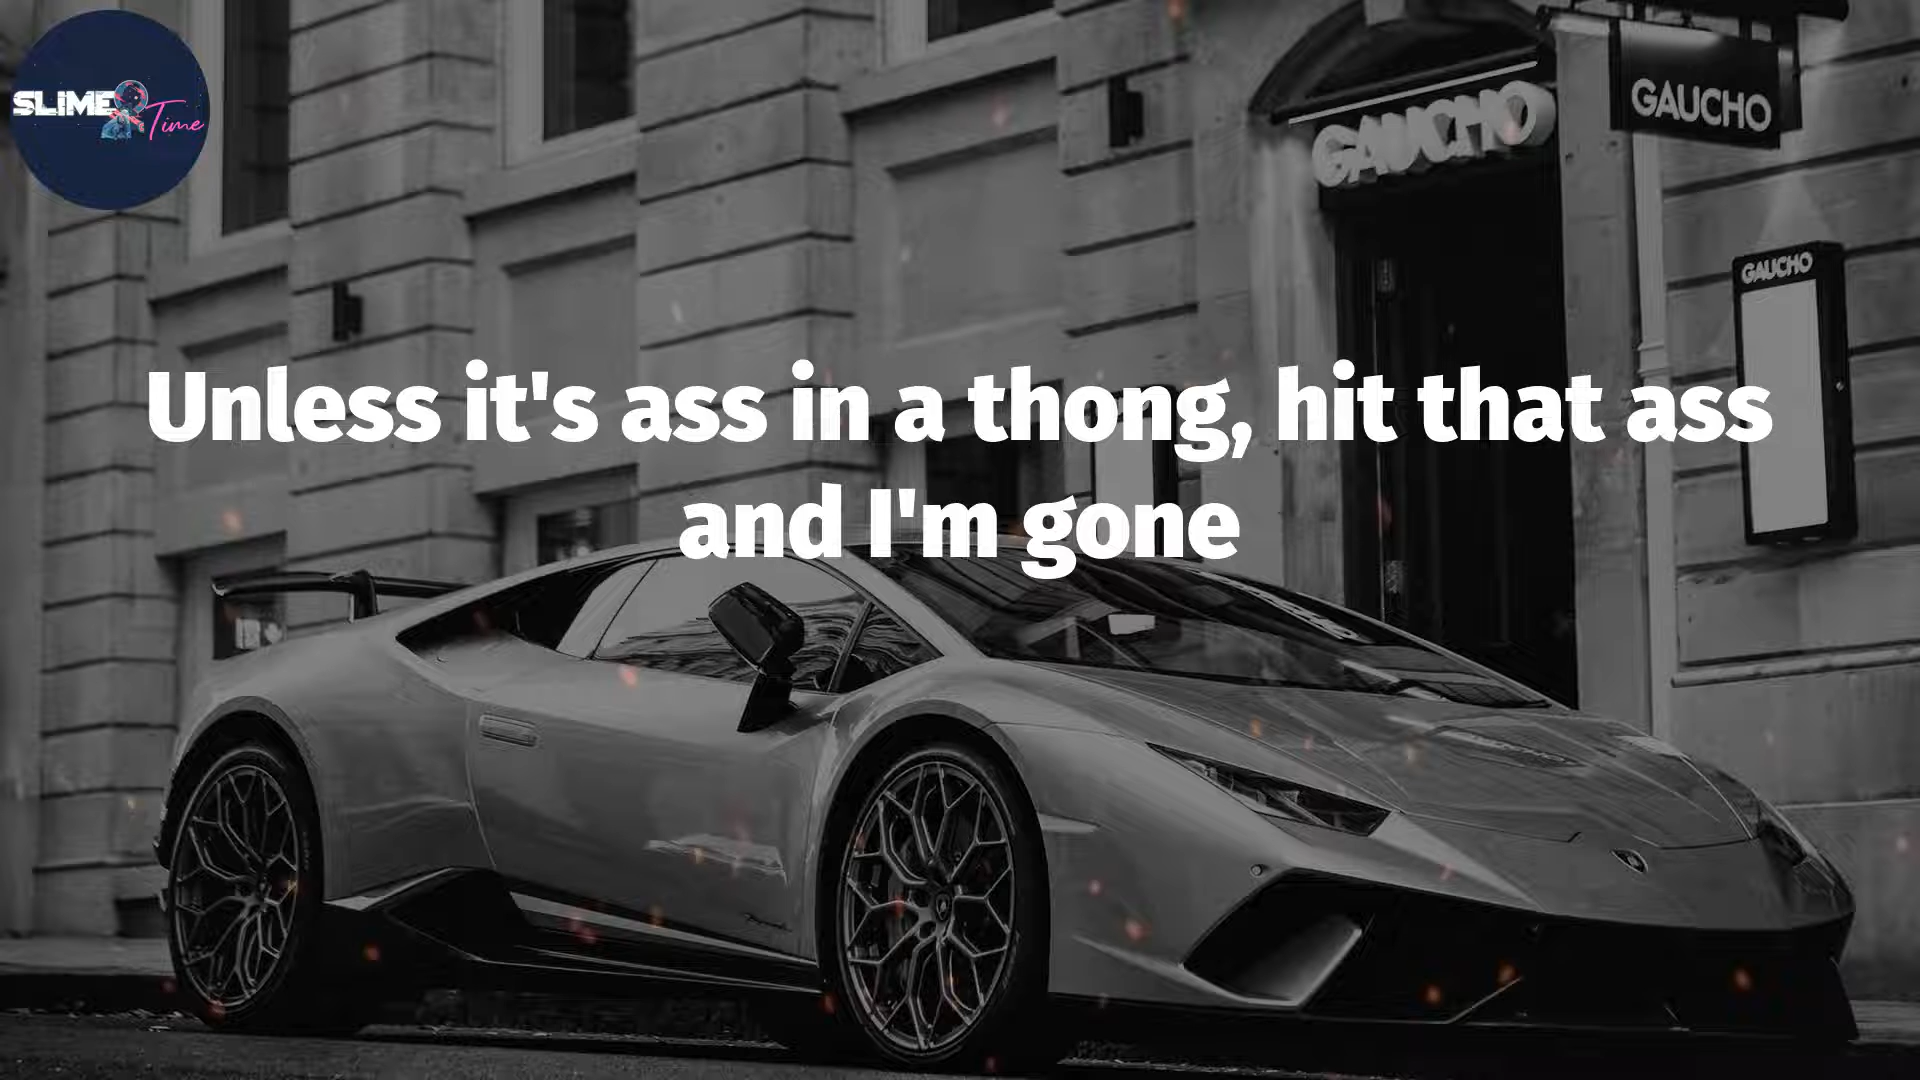 SLIME Time
GAUCHO
GAUCHO
GAUCHO
Unless it's ass in a thong, hit that ass
and I'm gone